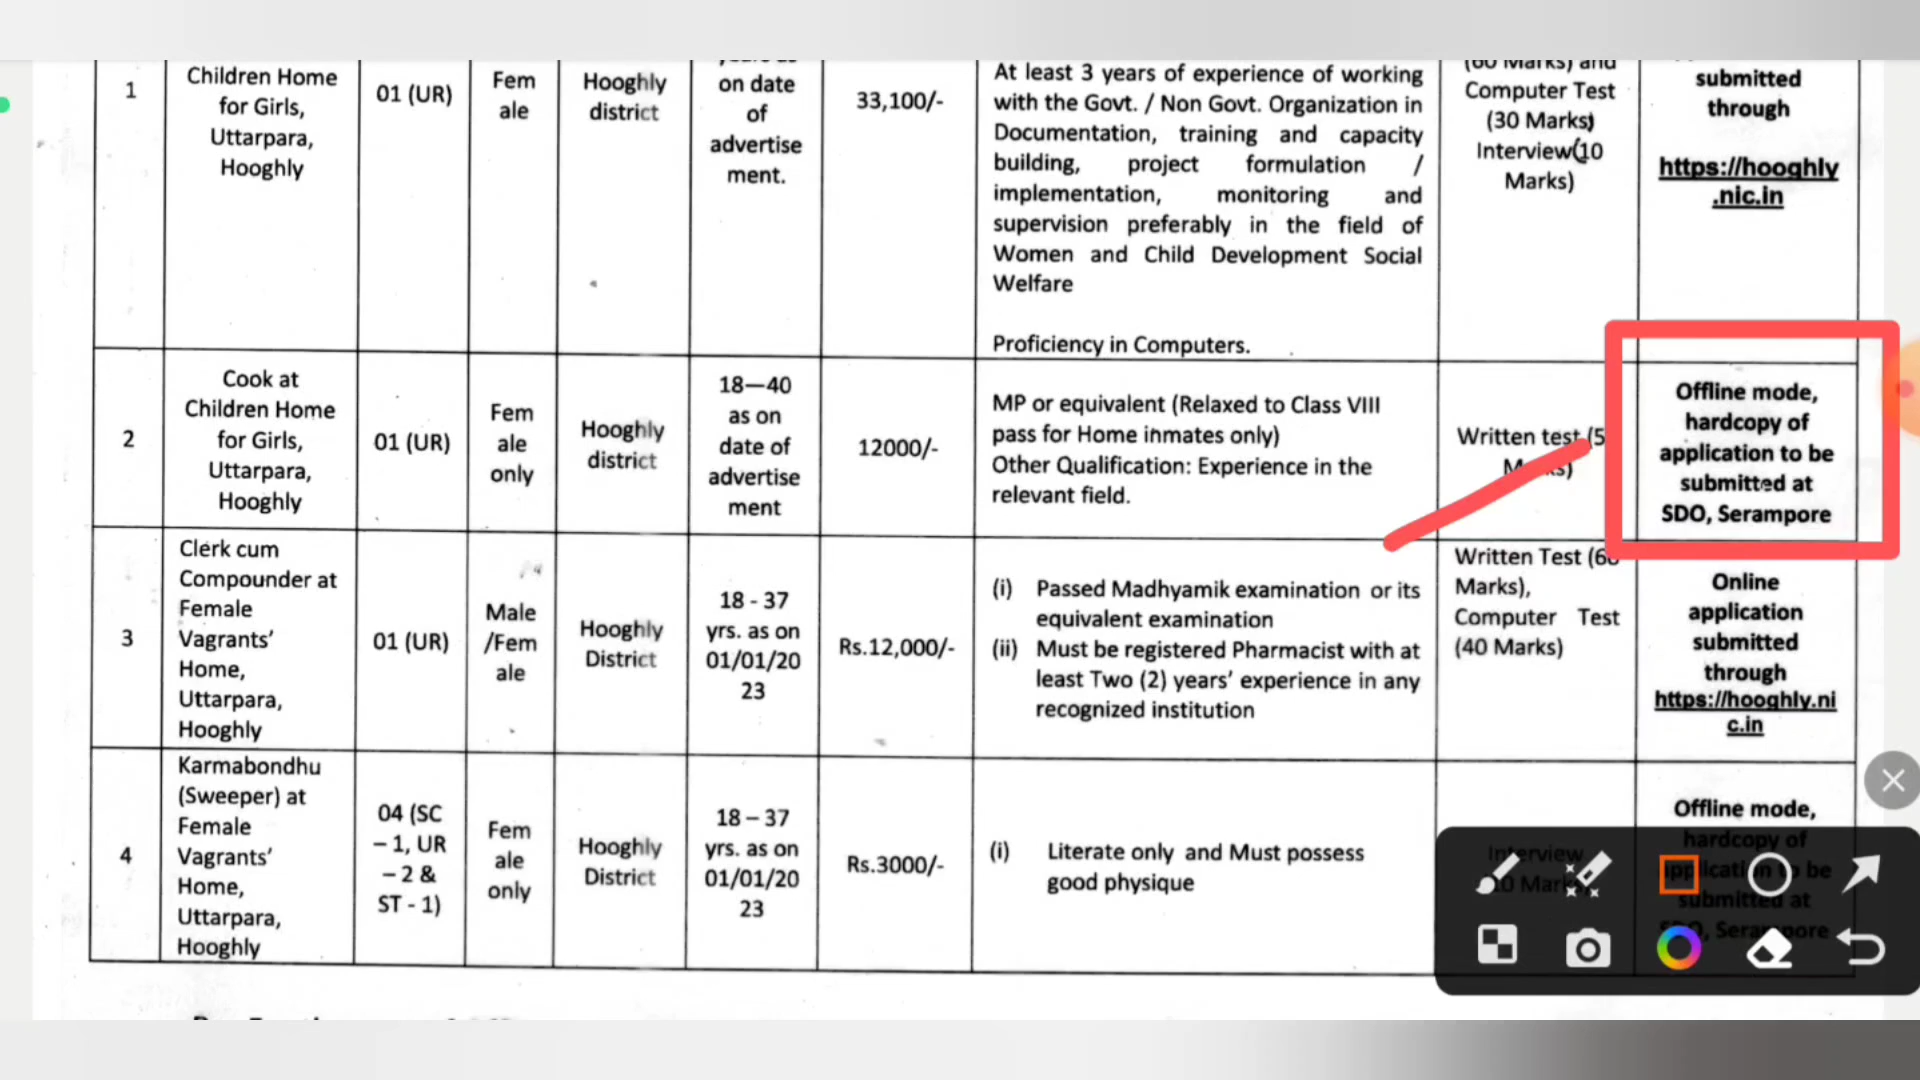 1
Children Home
for Girls,
Uttarpara,
Hooghly
01 (UR)
Fem
ale
Hooghly
district
on date
of
advertise
ment.
33,100/-
At least 3 years of experience of working
with the Govt. / Non Govt. Organization in
Documentation, training and capacity
building, project formulation /
implementation, monitoring and
supervision preferably in the field of
Women and Child Development Social
Welfare
Proficiency in Computers.
(60 Marks) and
Computer Test
(30 Marks)
Interview(10
Marks)
submitted
through
https://hooghly
.nic.in
2
Cook at
Children Home
for Girls,
Uttarpara,
Hooghly
01 (UR)
Fem
ale
only
Hooghly
district
18—40
as on
date of
advertise
ment
12000/-
MP or equivalent (Relaxed to Class VIII
pass for Home inmates only)
Other Qualification: Experience in the
relevant field.
Written test (5
Offline mode,
hardcopy of
application to be
submitted at
SDO, Serampore
3
Clerk cum
Compounder at
Female
Vagrants’
Home,
Uttarpara,
Hooghly
01 (UR)
Male
/Fem
ale
Hooghly
District
18 - 37
yrs. as on
01/01/20
23
Rs.12,000/-
(i) Passed Madhyamik examination or its
equivalent examination
(ii) Must be registered Pharmacist with at
least Two (2) years’ experience in any
recognized institution
Written Test (60
Marks),
Computer Test
(40 Marks)
Online
application
submitted
through
https://hooghly.ni
c.in
4
Karmabondhu
(Sweeper) at
Female
Vagrants’
Home,
Uttarpara,
Hooghly
04 (SC
– 1, UR
– 2 &
ST - 1)
Fem
ale
only
Hooghly
District
18 – 37
yrs. as on
01/01/20
23
Rs.3000/-
(i) Literate only and Must possess
good physique
Interview
Offline mode,
hardcopy of
submitted at